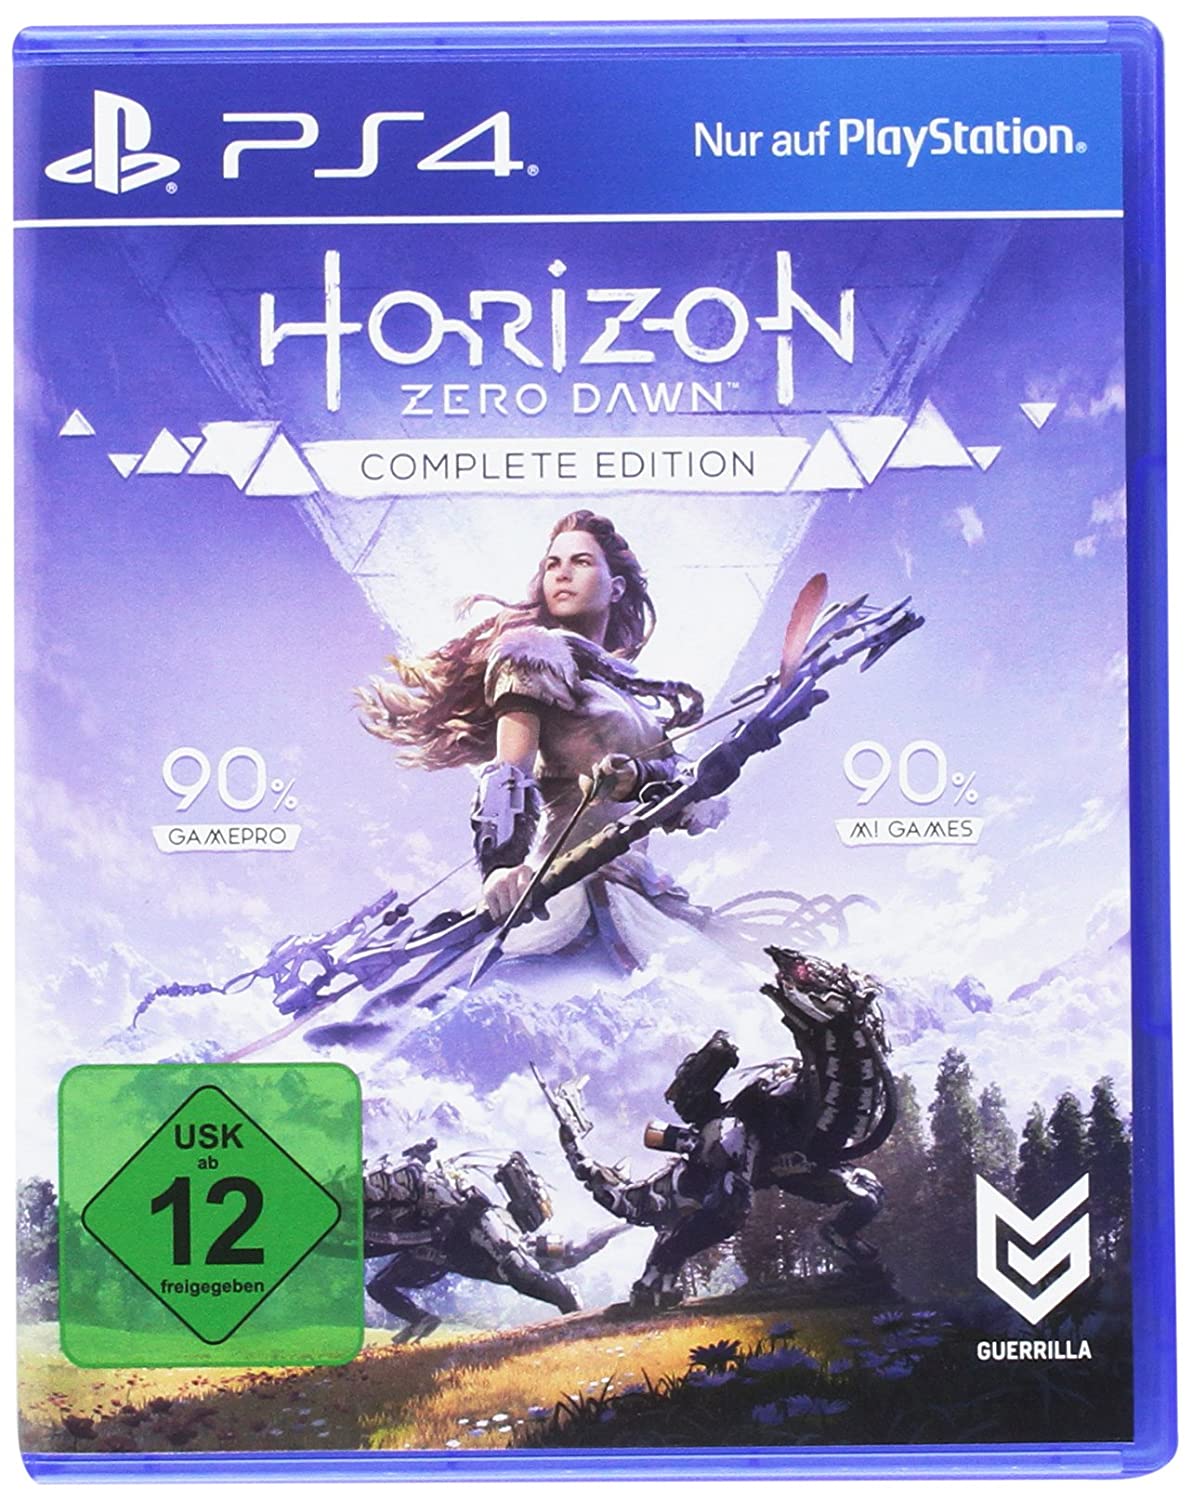 PS4
Nur auf PlayStation®
HORIZON
ZERO DAWN™
COMPLETE EDITION
90%
GAMEPRO
90%
M! GAMES
USK
ab
12
freigegeben
GUERRILLA